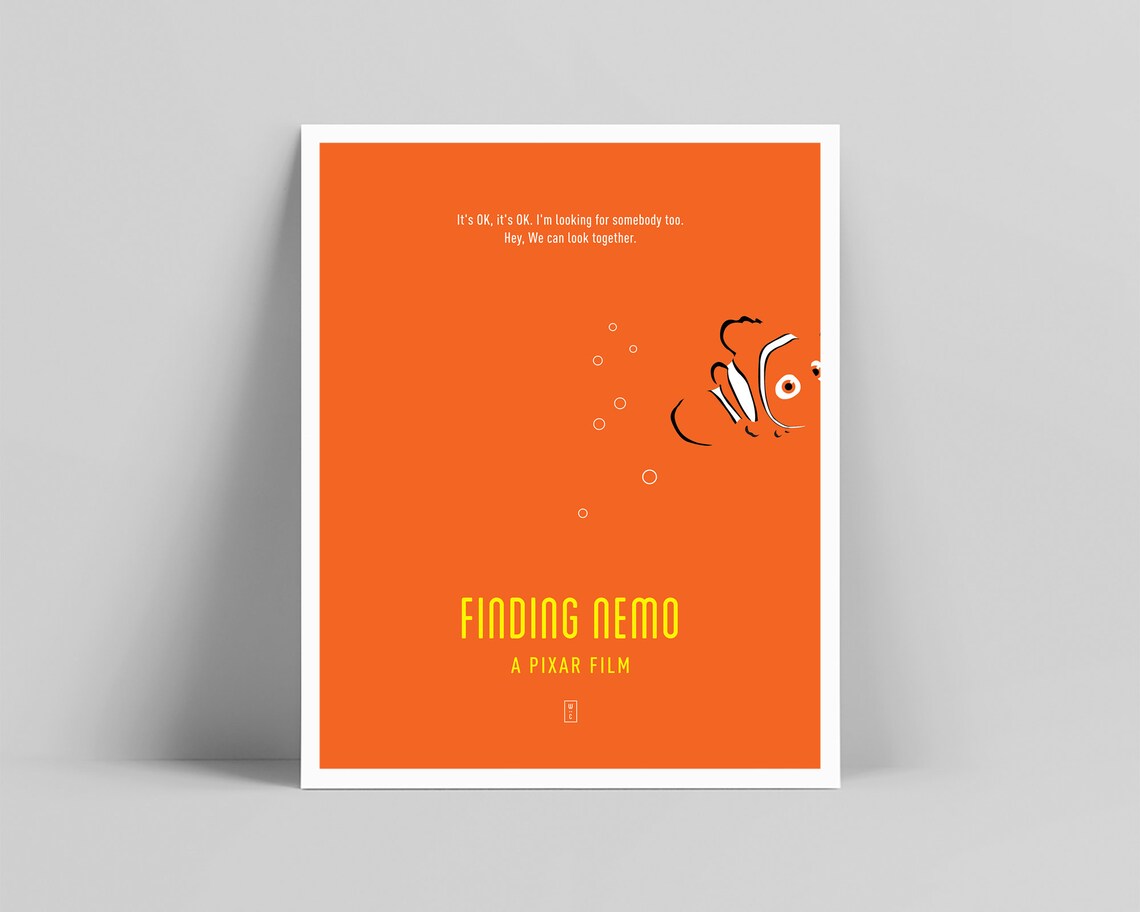 It's OK, it's OK. I'm looking for somebody too.
Hey, We can look together.
FINDING NEMO
A PIXAR FILM
W
C